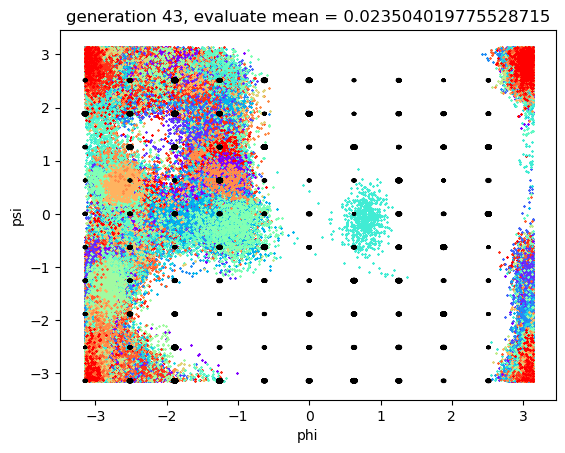 generation 43, evaluate mean = 0.023504019775528715
3
2
1
0
−1
−2
−3
psi
−3 −2 −1 0 1 2 3
phi